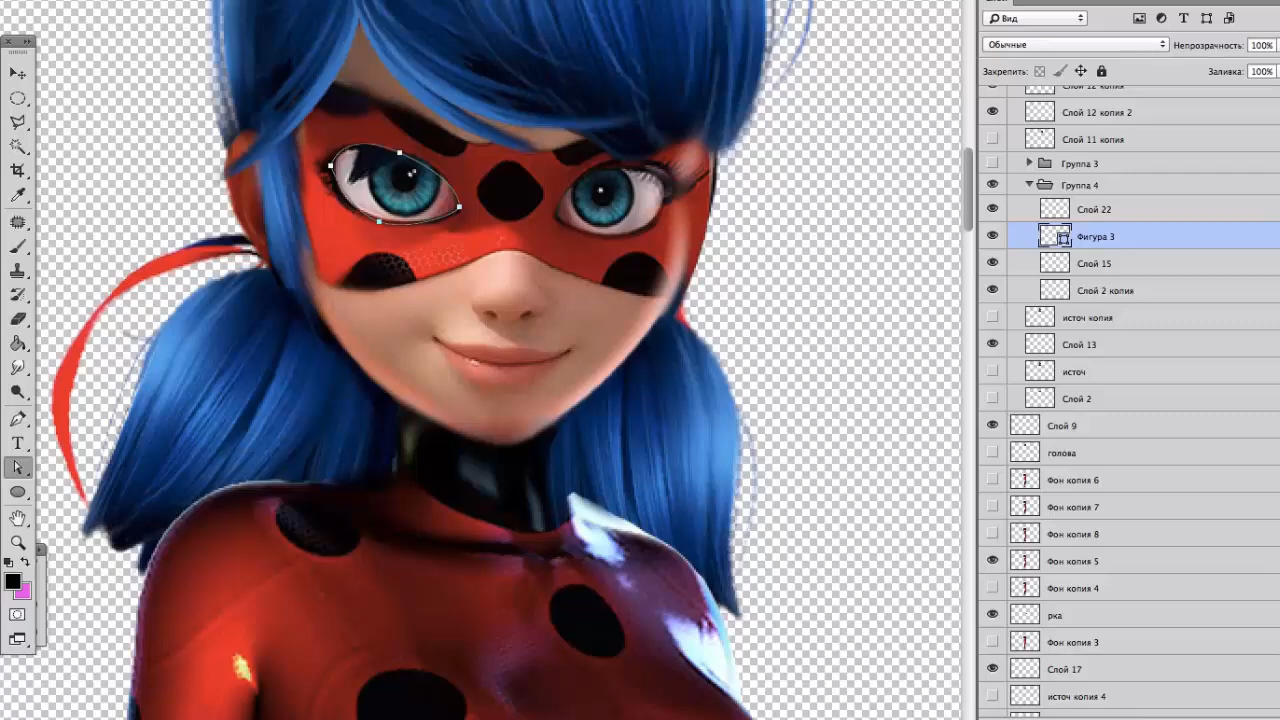 Вид
Обычные
Непрозрачность: 100%
Закрепить:
Заливка: 100%
Слой 12 копия
Слой 12 копия 2
Слой 11 копия
Группа 3
Группа 4
Слой 22
Фигура 3
Слой 15
Слой 2 копия
источ копия
Слой 13
источ
Слой 2
Слой 9
голова
Фон копия 6
Фон копия 7
Фон копия 8
Фон копия 5
Фон копия 4
рка
Фон копия 3
Слой 17
источ копия 4